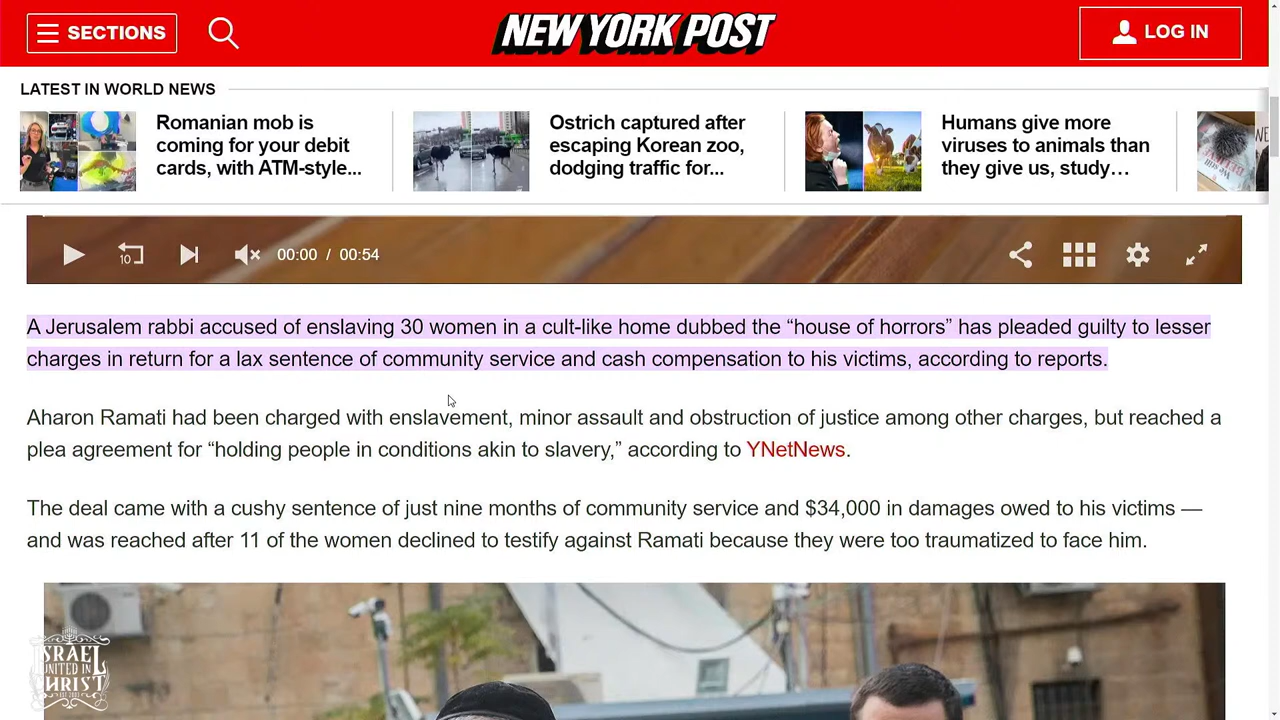 SECTIONS
NEW YORK POST
LOG IN
LATEST IN WORLD NEWS
Romanian mob is
coming for your debit
cards, with ATM-style...
Ostrich captured after
escaping Korean zoo,
dodging traffic for...
Humans give more
viruses to animals than
they give us, study…
10
00:00 / 00:54
A Jerusalem rabbi accused of enslaving 30 women in a cult-like home dubbed the “house of horrors” has pleaded guilty to lesser
charges in return for a lax sentence of community service and cash compensation to his victims, according to reports.
Aharon Ramati had been charged with enslavement, minor assault and obstruction of justice among other charges, but reached a
plea agreement for “holding people in conditions akin to slavery,” according to YNetNews.
The deal came with a cushy sentence of just nine months of community service and $34,000 in damages owed to his victims —
and was reached after 11 of the women declined to testify against Ramati because they were too traumatized to face him.
ISRAEL
UNITED IN
CHRIST
EST 2003